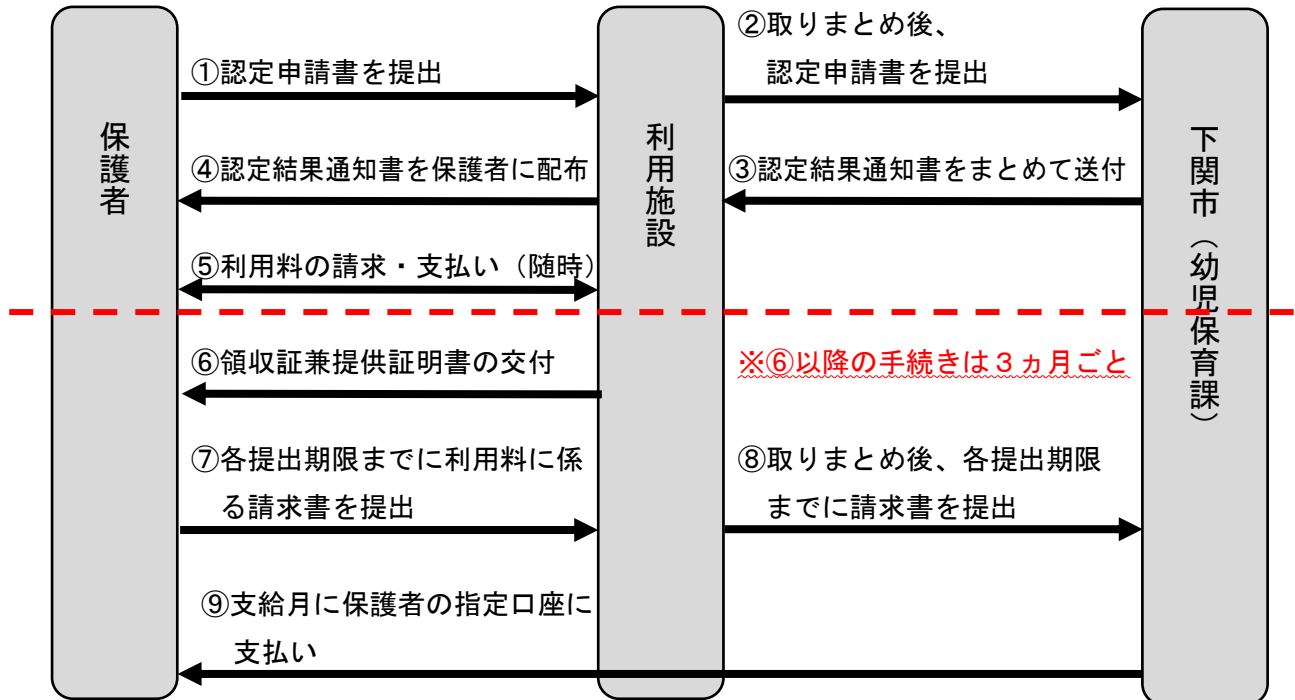 保護者
利用施設
下関市（幼児保育課）
①認定申請書を提出
②取りまとめ後、
認定申請書を提出
③認定結果通知書をまとめて送付
④認定結果通知書を保護者に配布
⑤利用料の請求・支払い（随時）
⑥領収証兼提供証明書の交付
※⑥以降の手続きは３ヵ月ごと
⑦各提出期限までに利用料に係
る請求書を提出
⑧取りまとめ後、各提出期限
までに請求書を提出
⑨支給月に保護者の指定口座に
支払い